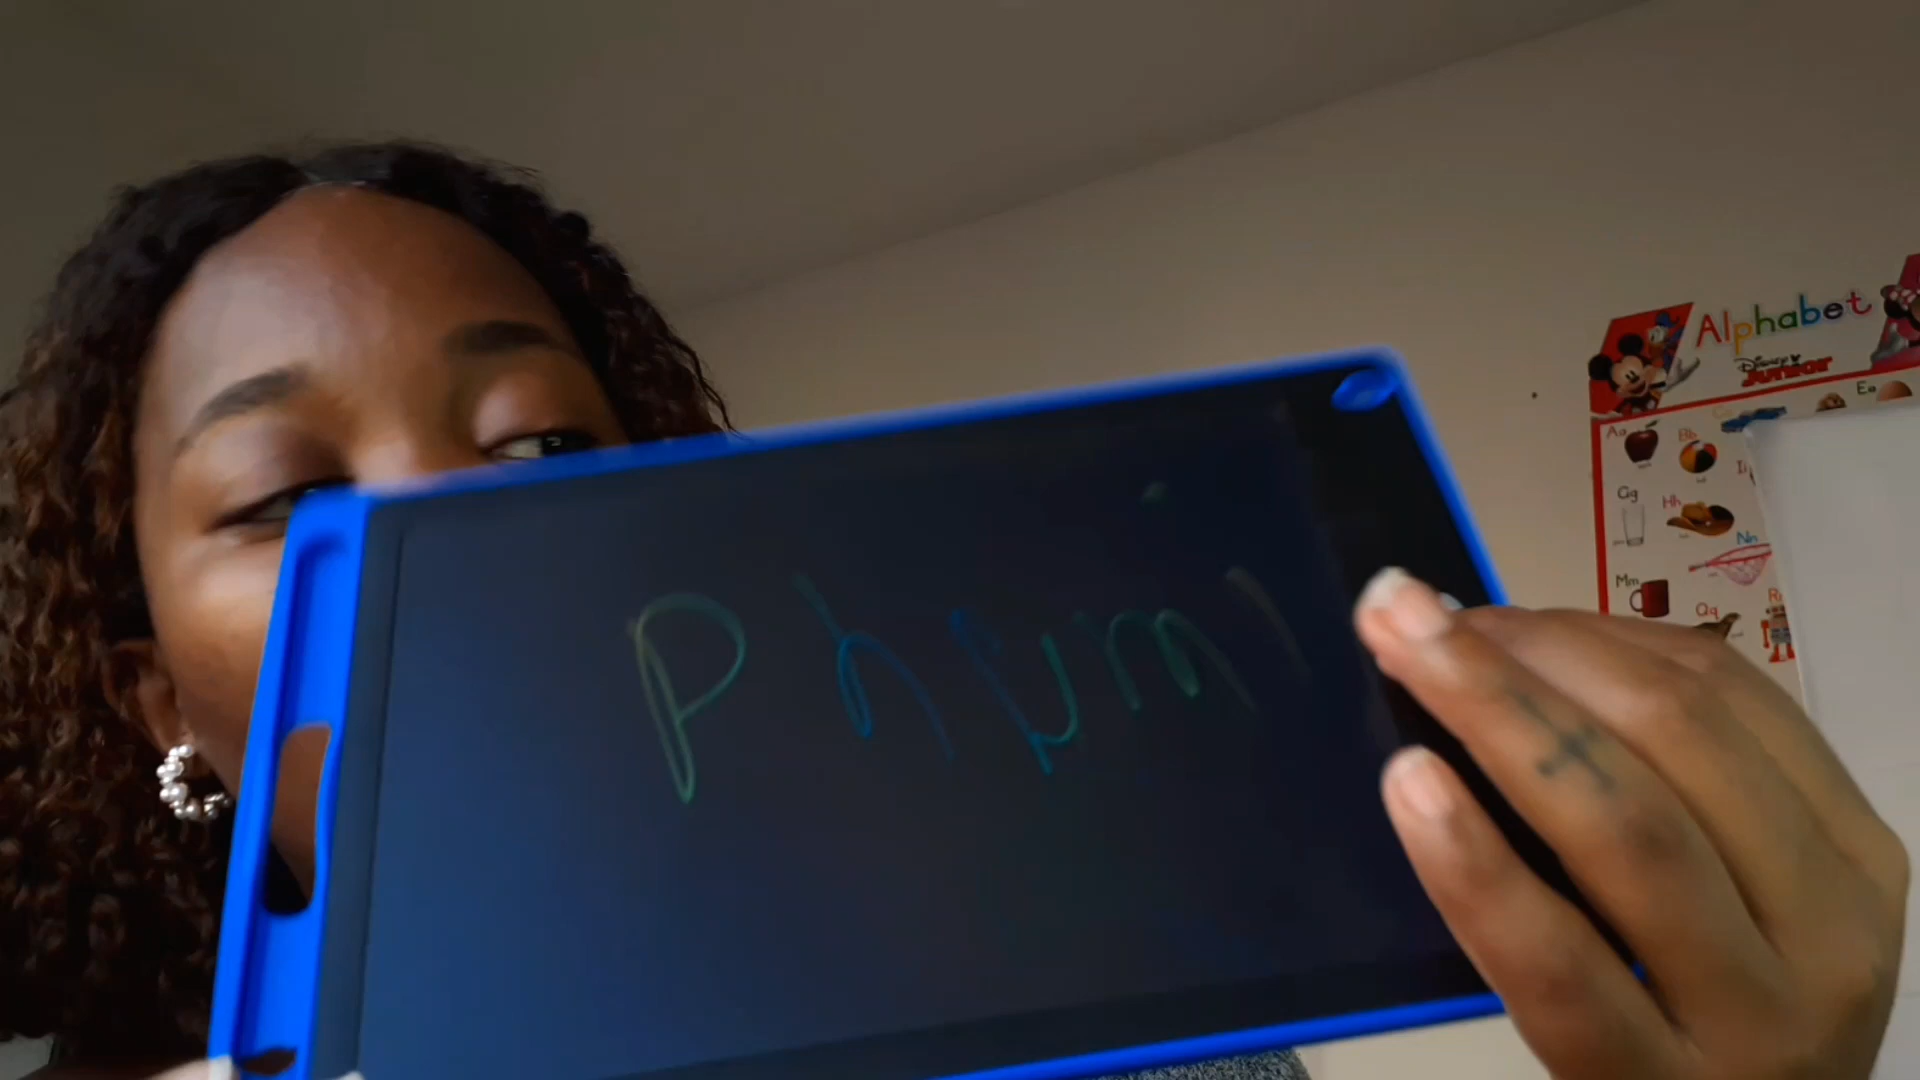 Phumi
Alphabet
Disney
Junior
Ee
Aa
Bb
Gg
Hh
Ii
Nn
Mm
Qq